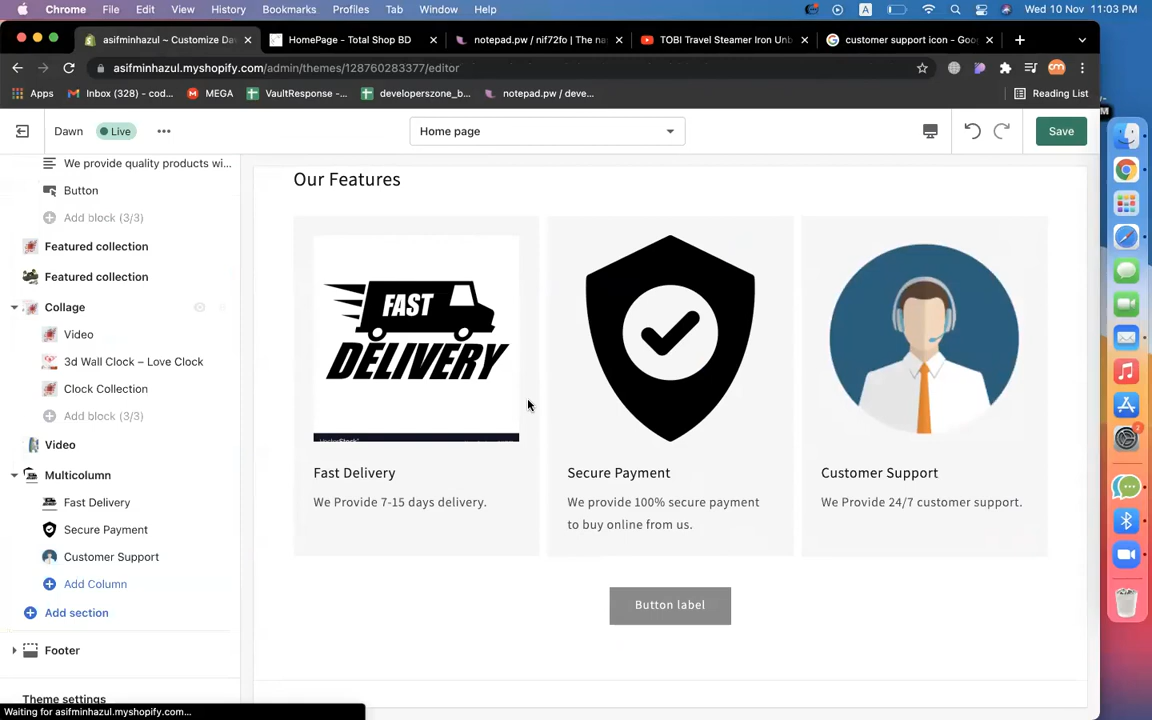 Chrome File Edit View History Bookmarks Profiles Tab Window Help
A
Wed 10 Nov 11:03 PM
asifminhazul ~ Customize Da
HomePage - Total Shop BD
notepad.pw / nif72fo | The na
TOBI Travel Steamer Iron Unb
customer support icon - Goo
asifminhazul.myshopify.com/admin/themes/128760283377/editor
Apps
Inbox (328) - cod...
MEGA
VaultResponse -...
developerszone_b...
notepad.pw / deve...
Reading List
Dawn
Live
Home page
Save
We provide quality products wi...
Button
Add block (3/3)
Featured collection
Featured collection
Collage
Video
3d Wall Clock – Love Clock
Clock Collection
Add block (3/3)
Video
Multicolumn
Fast Delivery
Secure Payment
Customer Support
Add Column
Add section
Footer
Theme settings
Waiting for asifminhazul.myshopify.com...
Our Features
FAST
DELIVERY
Fast Delivery
We Provide 7-15 days delivery.
Secure Payment
We provide 100% secure payment
to buy online from us.
Customer Support
We Provide 24/7 customer support.
Button label
2